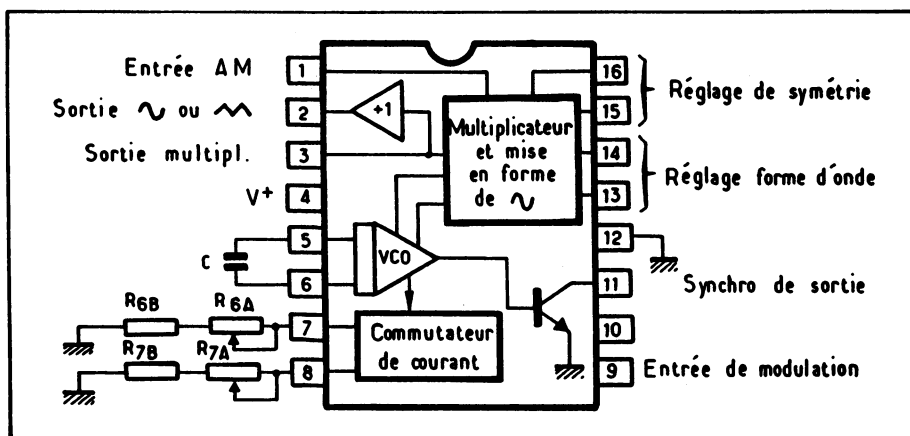 Entrée AM
1
Sortie ∿ ou
2
Sortie multipl.
3
V+
4
C
5
6
R6B
R6A
7
R7B
R7A
8
+1
Multiplicateur
et mise
en forme
de ∿
VCO
Commutateur
de courant
16
Réglage de symétrie
15
14
Réglage forme d'onde
13
12
11
Synchro de sortie
10
9
Entrée de modulation